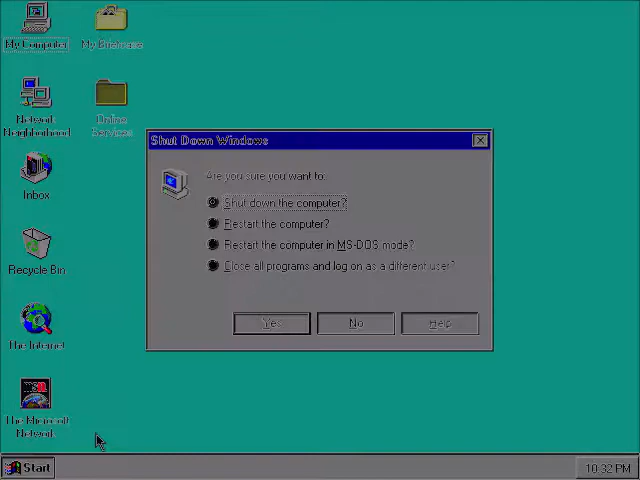 My Computer
My Briefcase
Network
Neighborhood
Online
Services
Inbox
Recycle Bin
The Internet
The Microsoft
Network
msn
Shut Down Windows
Are you sure you want to:
Shut down the computer?
Restart the computer?
Restart the computer in MS-DOS mode?
Close all programs and log on as a different user?
Yes
No
Help
Start
10:32 PM